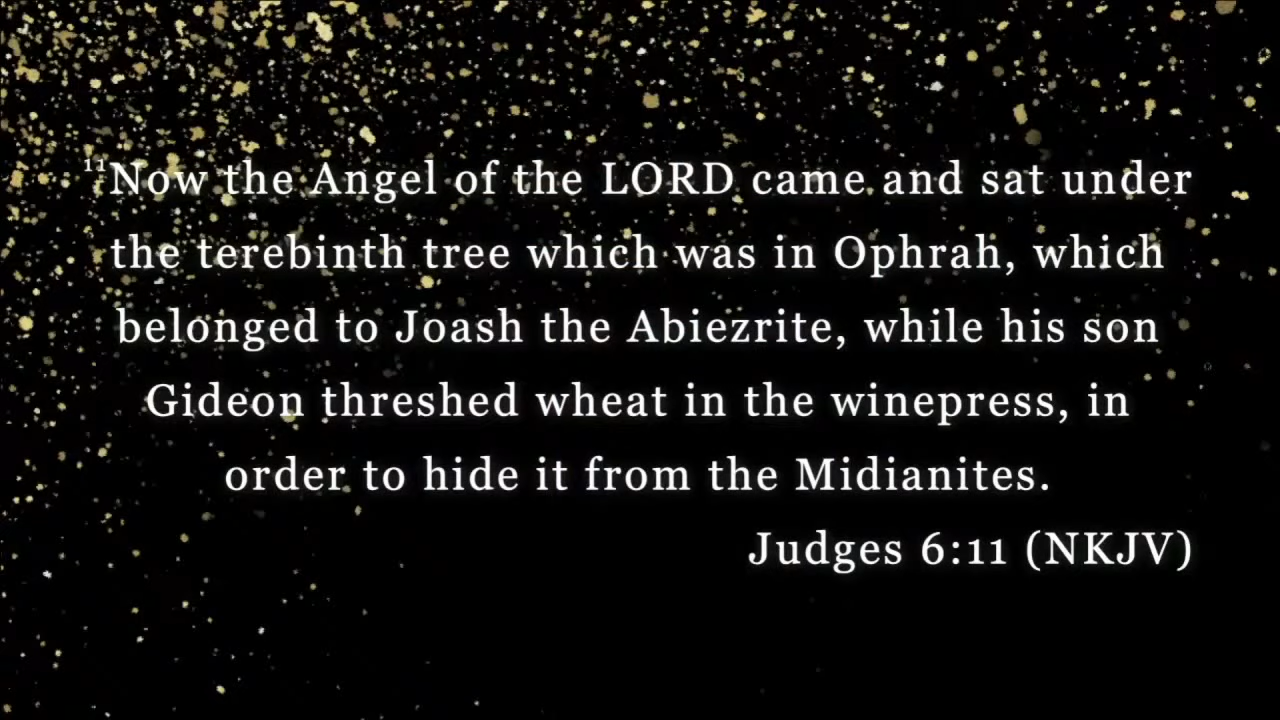 ¹¹Now the Angel of the LORD came and sat under
the terebinth tree which was in Ophrah, which
belonged to Joash the Abiezrite, while his son
Gideon threshed wheat in the winepress, in
order to hide it from the Midianites.
Judges 6:11 (NKJV)